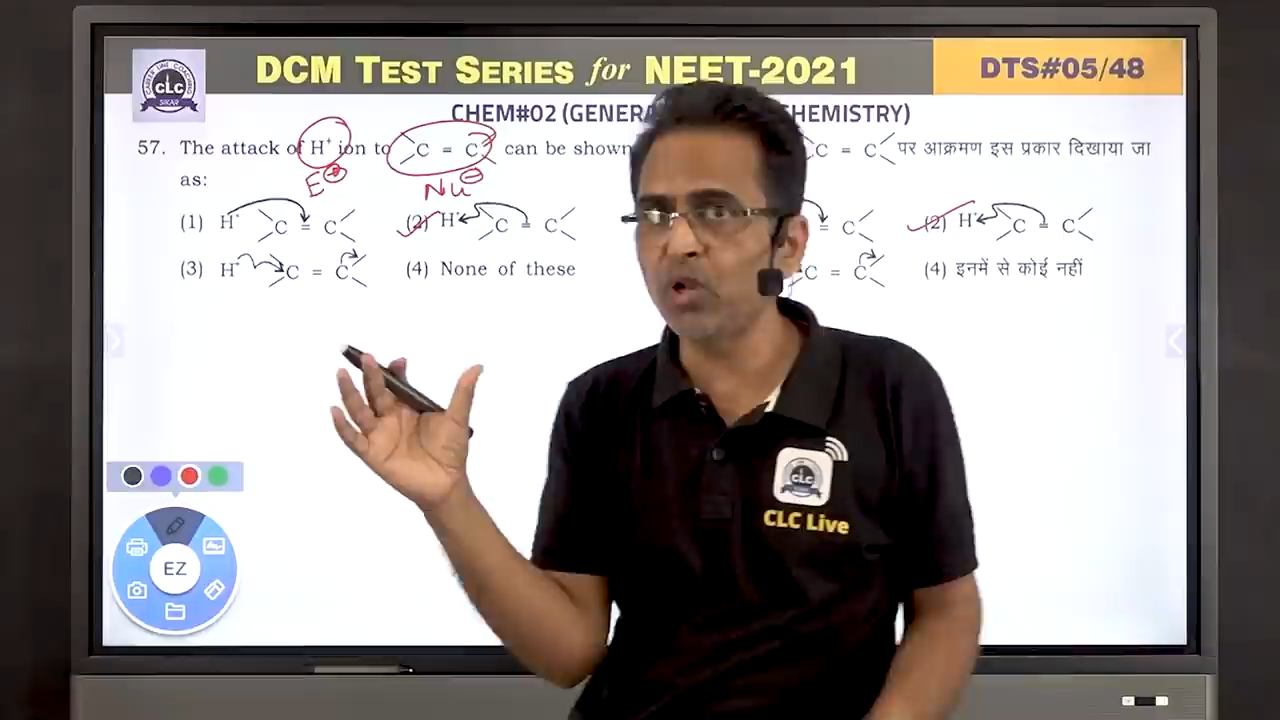 DCM TEST SERIES for NEET-2021
DTS#05/48
CLC
SIKAR
CHEM#02 (GENERA HEMISTRY)
57. The attack of H⁺ ion to C = C can be shown
as:
E⊕
Nu⊖
(1) H⁺ C = C
(2) H⁺ C = C
(3) H⁺ C = C
(4) None of these
C = C पर आक्रमण इस प्रकार दिखाया जा
= C
(2) H⁺ C = C
C = C
(4) इनमें से कोई नहीं
EZ
CLC
CLC Live